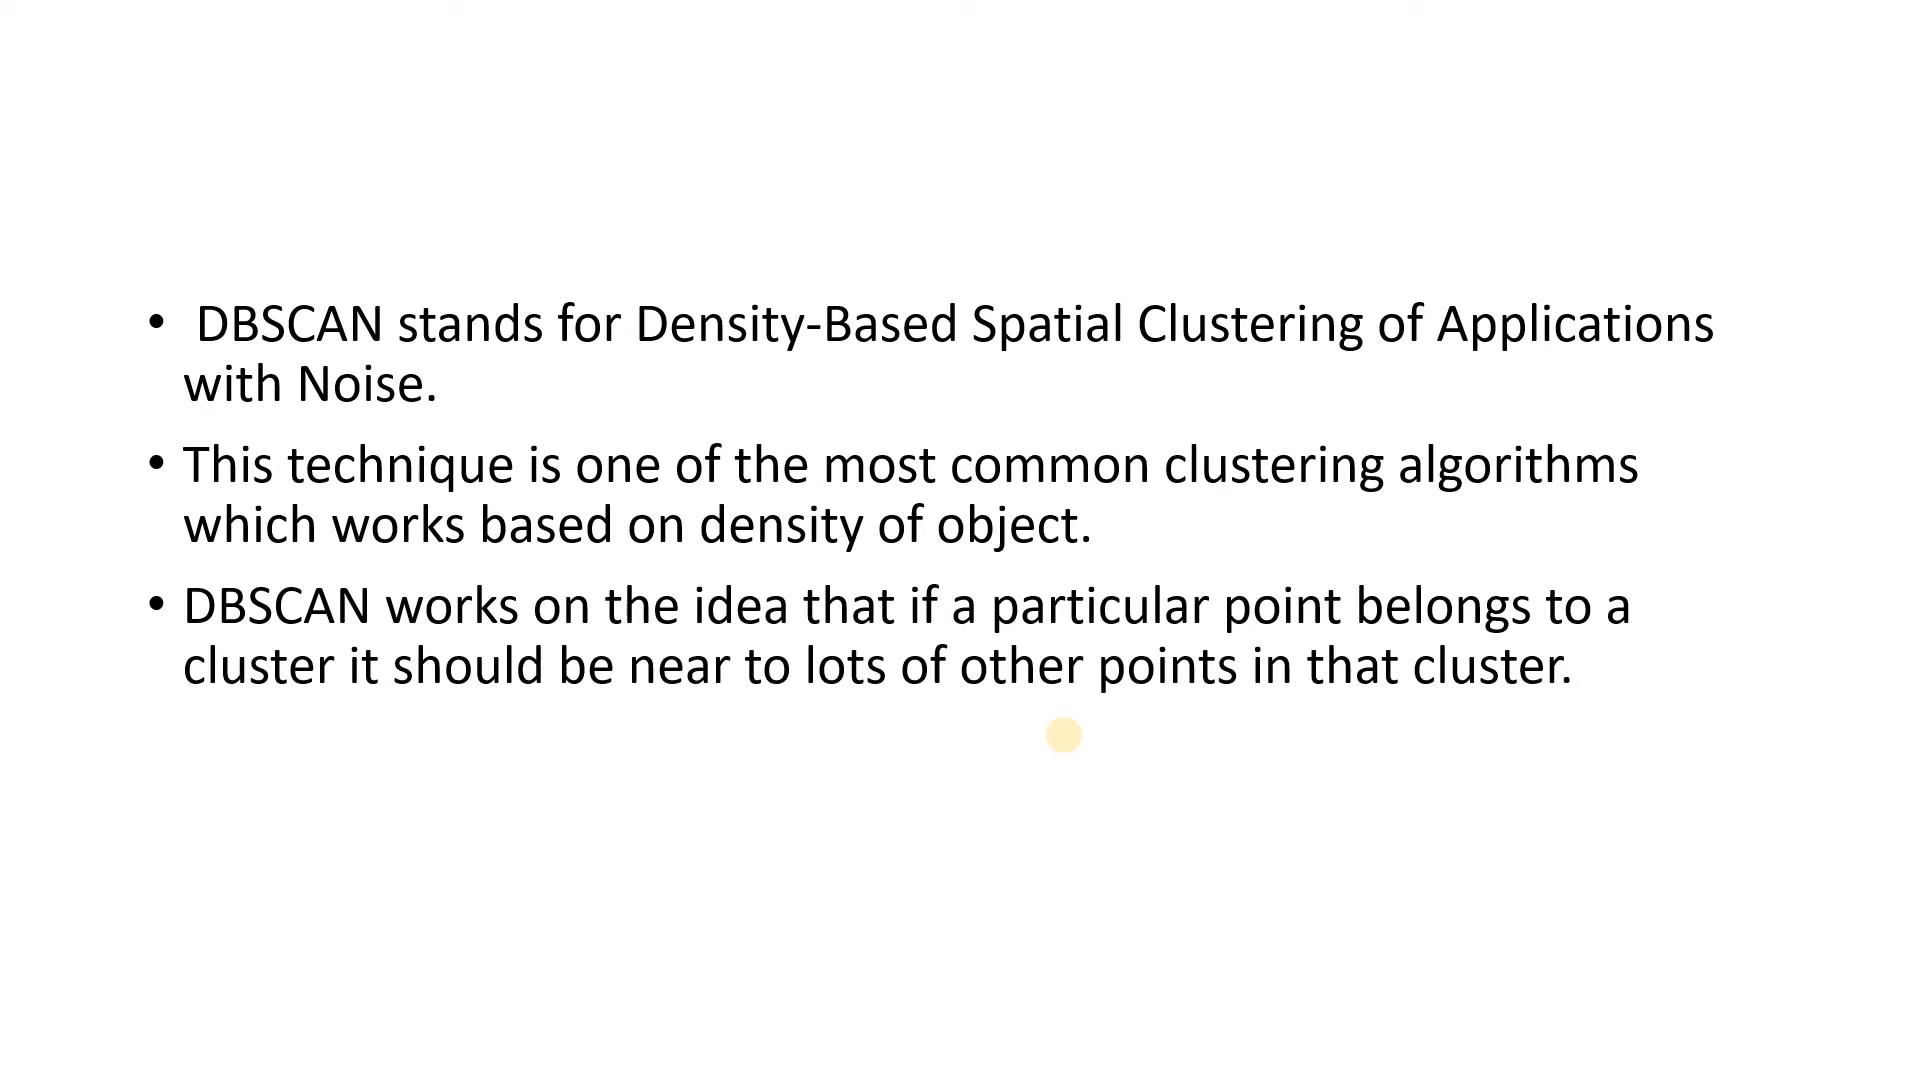 • DBSCAN stands for Density-Based Spatial Clustering of Applications
with Noise.
• This technique is one of the most common clustering algorithms
which works based on density of object.
• DBSCAN works on the idea that if a particular point belongs to a
cluster it should be near to lots of other points in that cluster.